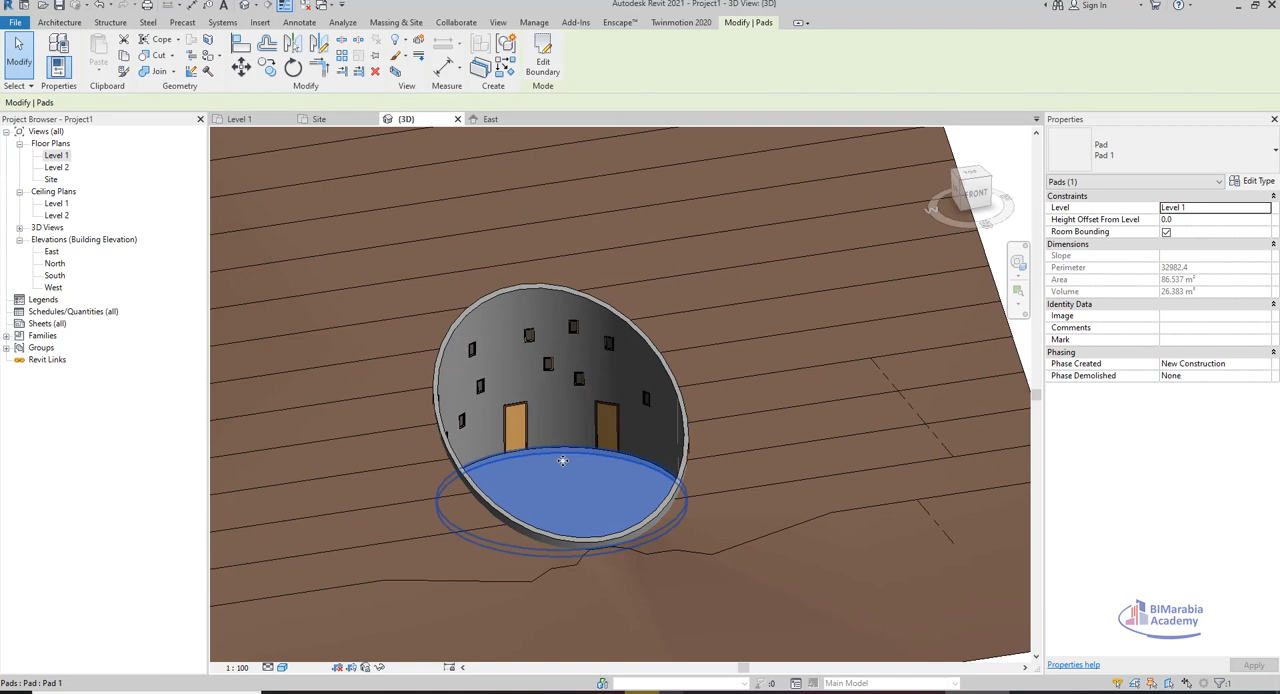 Autodesk Revit 2021 - Project1 - 3D View: {3D}
Sign In
File Architecture Structure Steel Precast Systems Insert Annotate Analyze Massing & Site Collaborate View Manage Add-Ins Enscape™ Twinmotion 2020 Modify | Pads
Modify
Paste
Cope
Cut
Join
Edit
Boundary
Select Properties Clipboard Geometry Modify View Measure Create Mode
Modify | Pads
Project Browser - Project1
Level 1 Site {3D} East
Views (all)
Floor Plans
Level 1
Level 2
Site
Ceiling Plans
Level 1
Level 2
3D Views
Elevations (Building Elevation)
East
North
South
West
Legends
Schedules/Quantities (all)
Sheets (all)
Families
Groups
Revit Links
TOP
FRONT
W
Properties
Pad
Pad 1
Pads (1) Edit Type
Constraints
Level Level 1
Height Offset From Level 0.0
Room Bounding
Dimensions
Slope
Perimeter 32982.4
Area 86.537 m²
Volume 26.383 m³
Identity Data
Image
Comments
Mark
Phasing
Phase Created New Construction
Phase Demolished None
BIMarabia
Academy
Properties help Apply
1 : 100
Pads : Pad : Pad 1
:0 Main Model :1